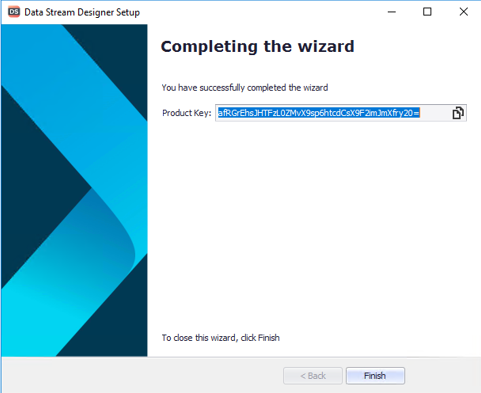 DS Data Stream Designer Setup
Completing the wizard
You have successfully completed the wizard
Product Key: afRGrEhsJHTFzL0ZMvX9sp6htcdCsX9F2imJmXfry20=
To close this wizard, click Finish
< Back Finish